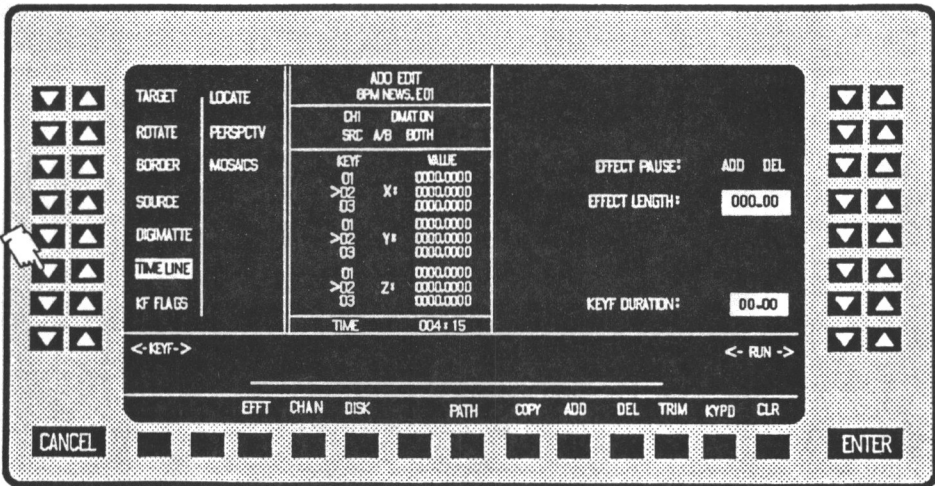 ADO EDIT
8PM NEWS.E01
CH1 DMAT ON
SRC A/B BOTH
TARGET LOCATE
ROTATE PERSPCTV
BORDER MOSAICS
SOURCE
DIGIMATTE
TIME LINE
KF FLAGS
KEYF VALUE
01 0000.0000
>02 X: 0000.0000
03 0000.0000
01 0000.0000
>02 Y: 0000.0000
03 0000.0000
01 0000.0000
>02 Z: 0000.0000
03 0000.0000
TIME 004:15
EFFECT PAUSE: ADD DEL
EFFECT LENGTH: 000.00
KEYF DURATION: 00.00
<-KEYF-> <- RUN ->
EFFT CHAN DISK PATH COPY ADD DEL TRIM KYPD CLR
CANCEL ENTER